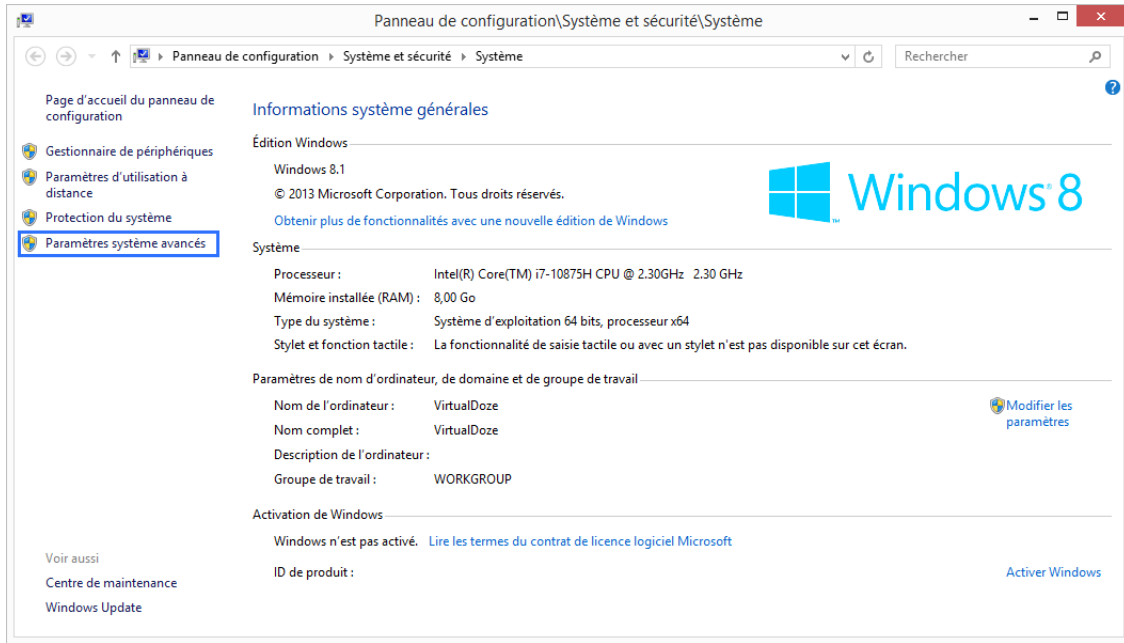 Panneau de configuration\Système et sécurité\Système
Panneau de configuration Système et sécurité Système
Rechercher
Page d'accueil du panneau de
configuration
Gestionnaire de périphériques
Paramètres d'utilisation à
distance
Protection du système
Paramètres système avancés
Informations système générales
Édition Windows
Windows 8.1
© 2013 Microsoft Corporation. Tous droits réservés.
Obtenir plus de fonctionnalités avec une nouvelle édition de Windows
Windows 8
Système
Processeur : Intel(R) Core(TM) i7-10875H CPU @ 2.30GHz 2.30 GHz
Mémoire installée (RAM) : 8,00 Go
Type du système : Système d'exploitation 64 bits, processeur x64
Stylet et fonction tactile : La fonctionnalité de saisie tactile ou avec un stylet n'est pas disponible sur cet écran.
Paramètres de nom d'ordinateur, de domaine et de groupe de travail
Nom de l'ordinateur : VirtualDoze
Modifier les
paramètres
Nom complet : VirtualDoze
Description de l'ordinateur :
Groupe de travail : WORKGROUP
Activation de Windows
Windows n'est pas activé. Lire les termes du contrat de licence logiciel Microsoft
ID de produit :
Activer Windows
Voir aussi
Centre de maintenance
Windows Update